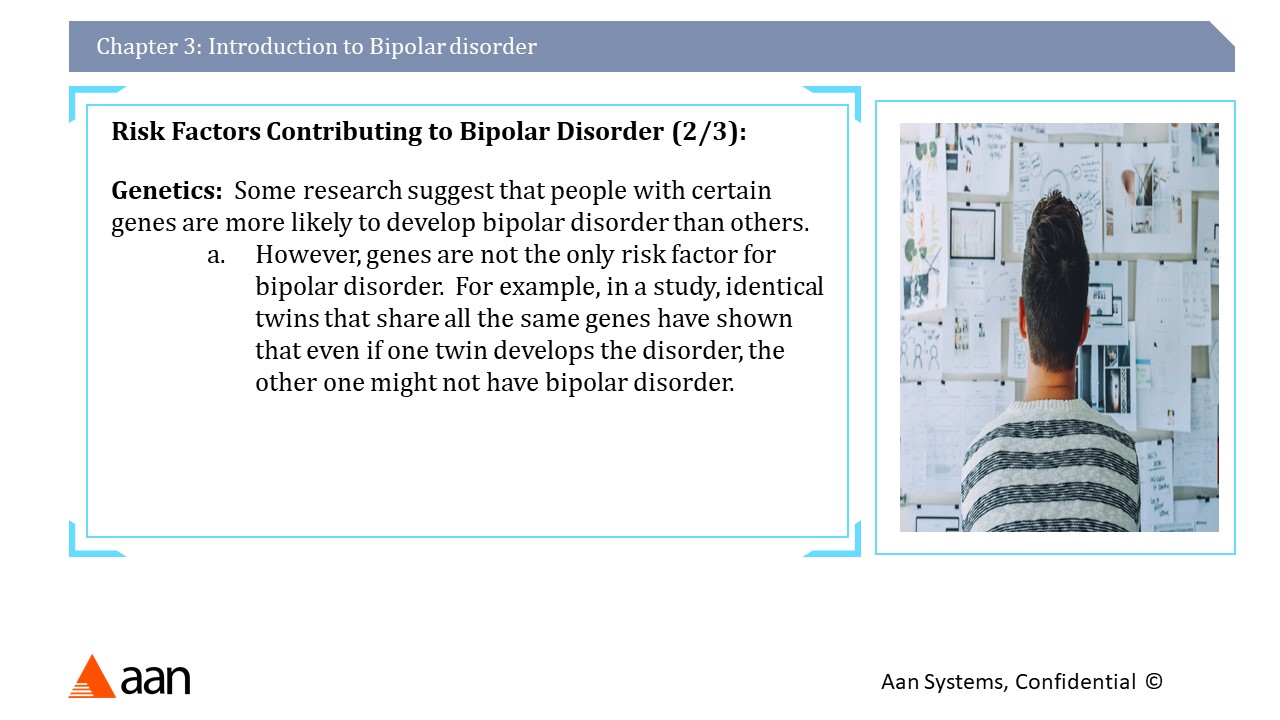 Chapter 3: Introduction to Bipolar disorder
Risk Factors Contributing to Bipolar Disorder (2/3):
Genetics:  Some research suggest that people with certain
genes are more likely to develop bipolar disorder than others.
a. However, genes are not the only risk factor for
bipolar disorder.  For example, in a study, identical
twins that share all the same genes have shown
that even if one twin develops the disorder, the
other one might not have bipolar disorder.
aan
Aan Systems, Confidential ©